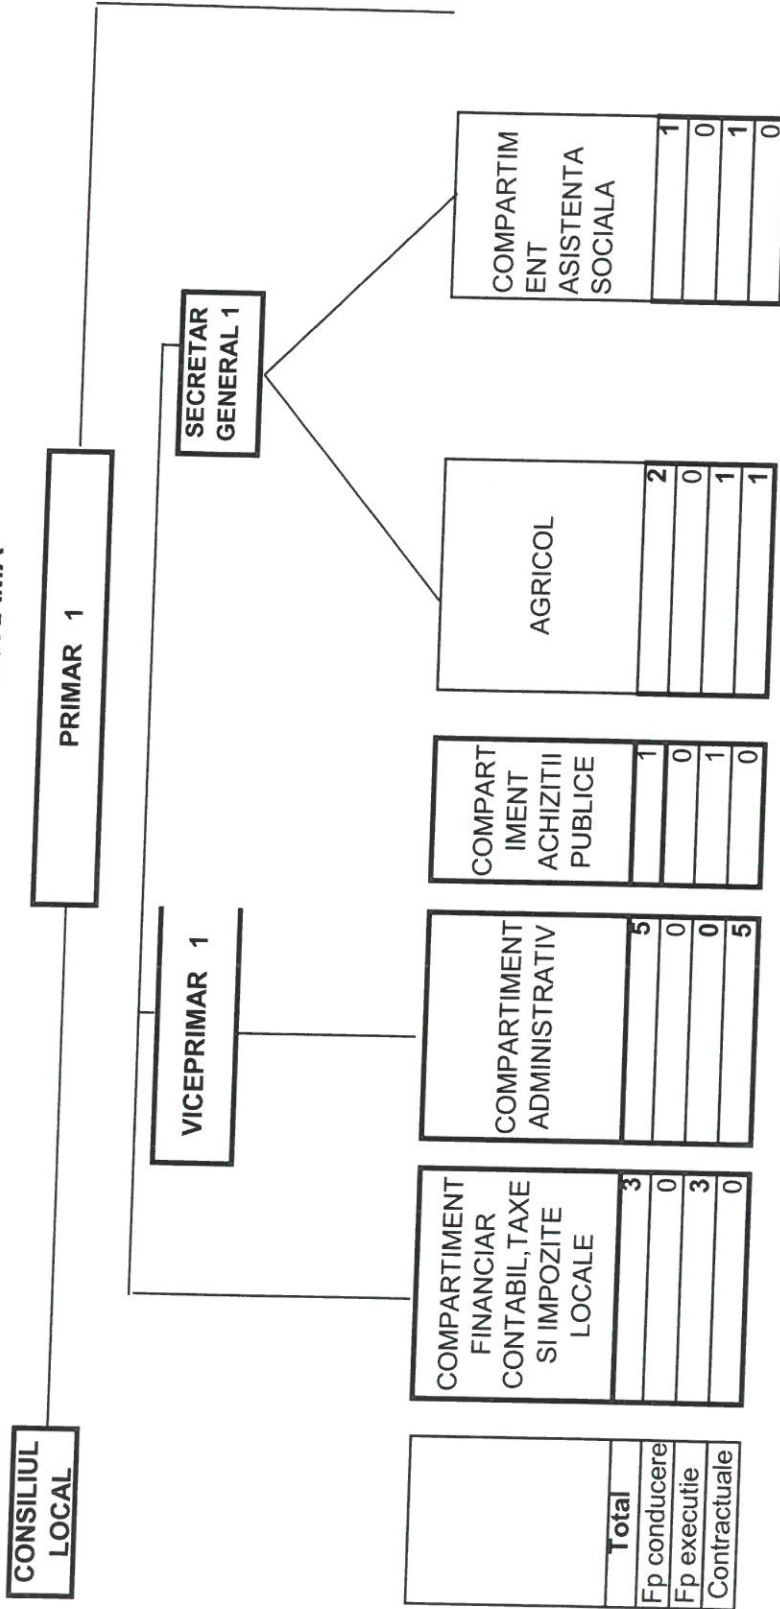 PRIMAR 1
CONSILIUL
LOCAL
VICEPRIMAR 1
SECRETAR
GENERAL 1
COMPARTIMENT
FINANCIAR
CONTABIL,TAXE
SI IMPOZITE
LOCALE
COMPARTIMENT
ADMINISTRATIV
COMPART
IMENT
ACHIZITII
PUBLICE
AGRICOL
COMPARTIM
ENT
ASISTENTA
SOCIALA
Total 3 5 1 2 1
Fp conducere 0 0 0 0 0
Fp executie 3 0 1 1 1
Contractuale 0 5 0 1 0